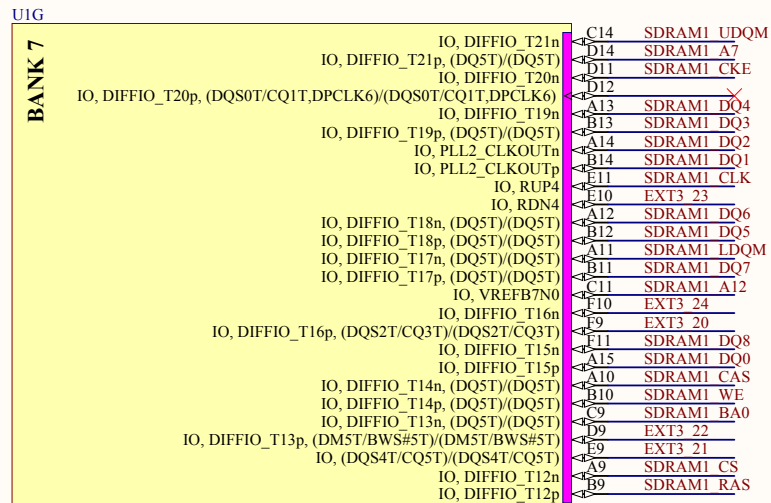 U1G
BANK 7
IO, DIFFIO_T21n C14 SDRAM1_UDQM
IO, DIFFIO_T21p, (DQ5T)/(DQ5T) D14 SDRAM1_A7
IO, DIFFIO_T20n D11 SDRAM1_CKE
IO, DIFFIO_T20p, (DQS0T/CQ1T,DPCLK6)/(DQS0T/CQ1T,DPCLK6) D12
IO, DIFFIO_T19n A13 SDRAM1_DQ4
IO, DIFFIO_T19p, (DQ5T)/(DQ5T) B13 SDRAM1_DQ3
IO, PLL2_CLKOUTn A14 SDRAM1_DQ2
IO, PLL2_CLKOUTp B14 SDRAM1_DQ1
IO, RUP4 E11 SDRAM1_CLK
IO, RDN4 E10 EXT3_23
IO, DIFFIO_T18n, (DQ5T)/(DQ5T) A12 SDRAM1_DQ6
IO, DIFFIO_T18p, (DQ5T)/(DQ5T) B12 SDRAM1_DQ5
IO, DIFFIO_T17n, (DQ5T)/(DQ5T) A11 SDRAM1_LDQM
IO, DIFFIO_T17p, (DQ5T)/(DQ5T) B11 SDRAM1_DQ7
IO, VREFB7N0 C11 SDRAM1_A12
IO, DIFFIO_T16n F10 EXT3_24
IO, DIFFIO_T16p, (DQS2T/CQ3T)/(DQS2T/CQ3T) F9 EXT3_20
IO, DIFFIO_T15n F11 SDRAM1_DQ8
IO, DIFFIO_T15p A15 SDRAM1_DQ0
IO, DIFFIO_T14n, (DQ5T)/(DQ5T) A10 SDRAM1_CAS
IO, DIFFIO_T14p, (DQ5T)/(DQ5T) B10 SDRAM1_WE
IO, DIFFIO_T13n, (DQ5T)/(DQ5T) C9 SDRAM1_BA0
IO, DIFFIO_T13p, (DM5T/BWS#5T)/(DM5T/BWS#5T) D9 EXT3_22
IO, (DQS4T/CQ5T)/(DQS4T/CQ5T) E9 EXT3_21
IO, DIFFIO_T12n A9 SDRAM1_CS
IO, DIFFIO_T12p B9 SDRAM1_RAS